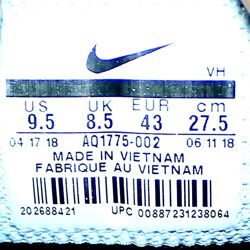 VH
US UK EUR cm
9.5 8.5 43 27.5
04 17 18 AQ1775-002 06 11 18
MADE IN VIETNAM
FABRIQUE AU VIETNAM
202688421 UPC 00887231238064